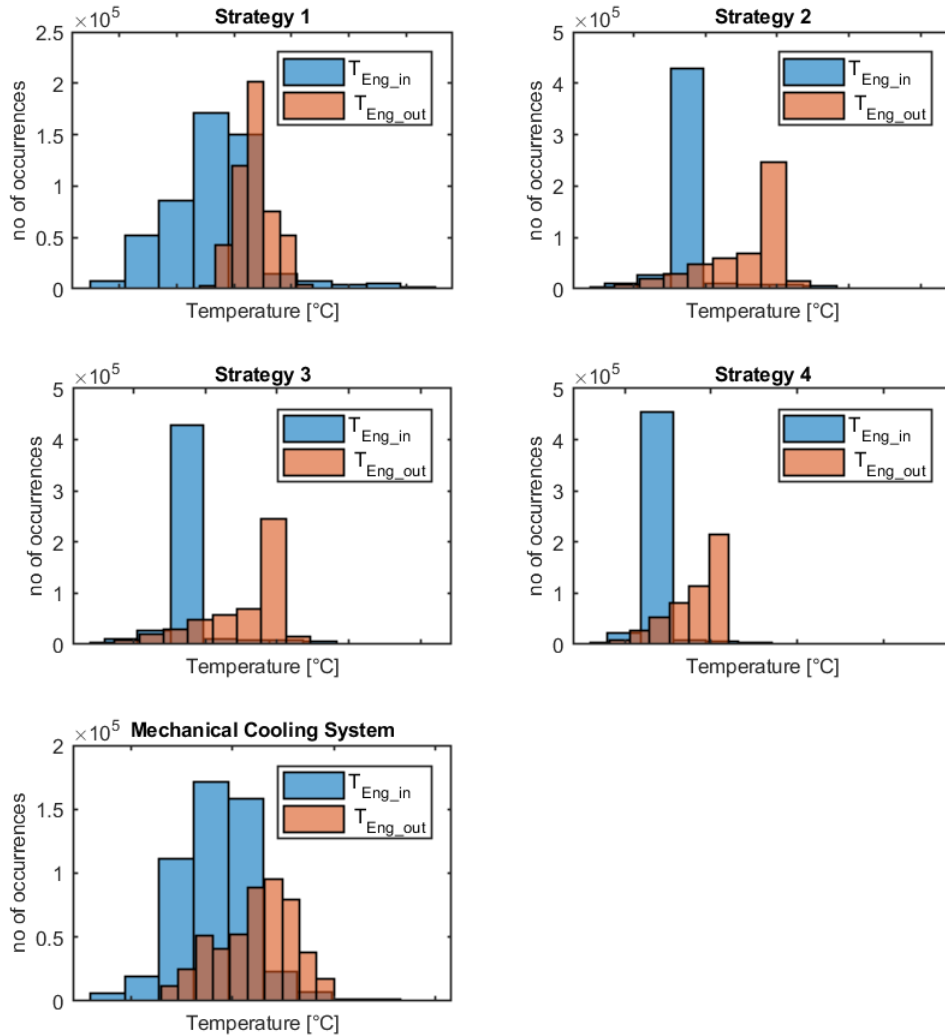 Strategy 1
×10^5
2.5
2
1.5
1
0.5
0
no of occurrences
Temperature [°C]
T_Eng_in
T_Eng_out
Strategy 2
×10^5
5
4
3
2
1
0
no of occurrences
Temperature [°C]
T_Eng_in
T_Eng_out
Strategy 3
×10^5
5
4
3
2
1
0
no of occurrences
Temperature [°C]
T_Eng_in
T_Eng_out
Strategy 4
×10^5
5
4
3
2
1
0
no of occurrences
Temperature [°C]
T_Eng_in
T_Eng_out
Mechanical Cooling System
×10^5
2
1.5
1
0.5
0
no of occurrences
Temperature [°C]
T_Eng_in
T_Eng_out